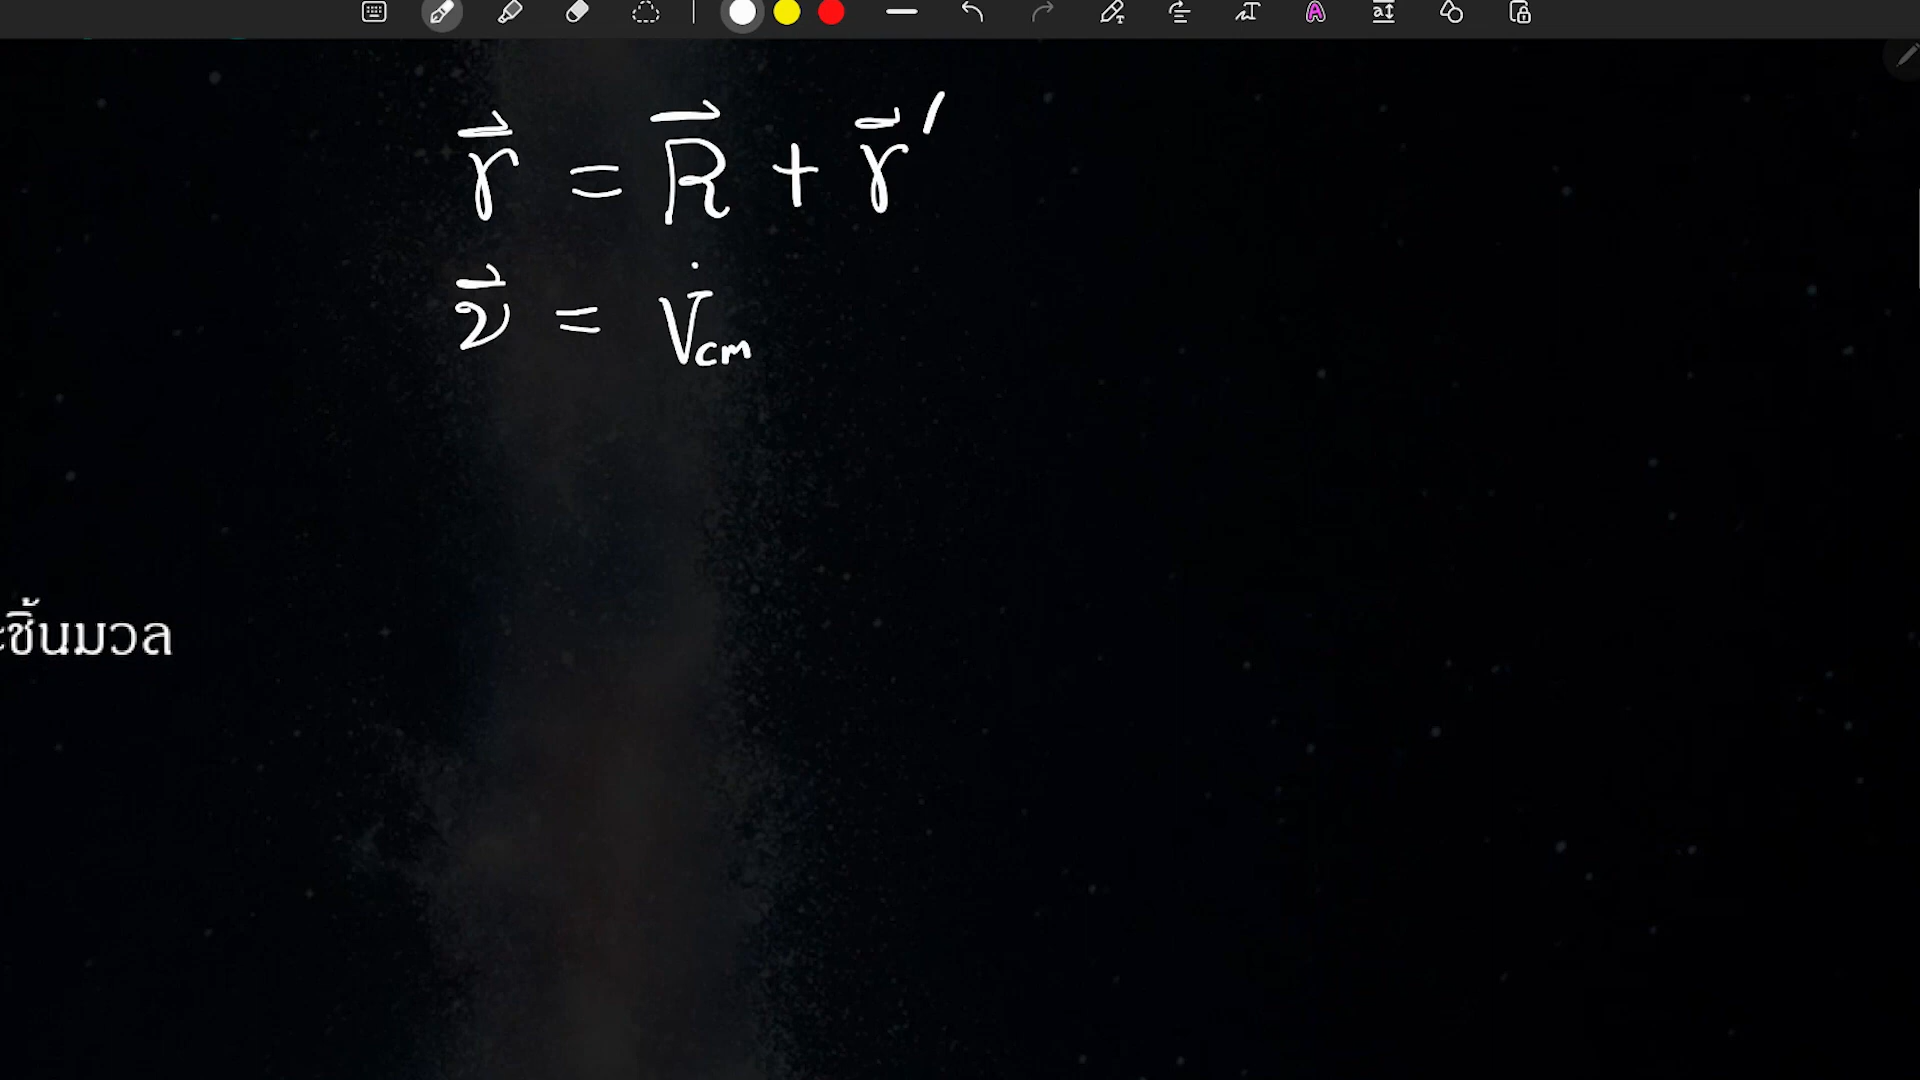 r⃗ = R⃗ + r⃗ ′
v⃗ = V̇cm
ชิ้นมวล